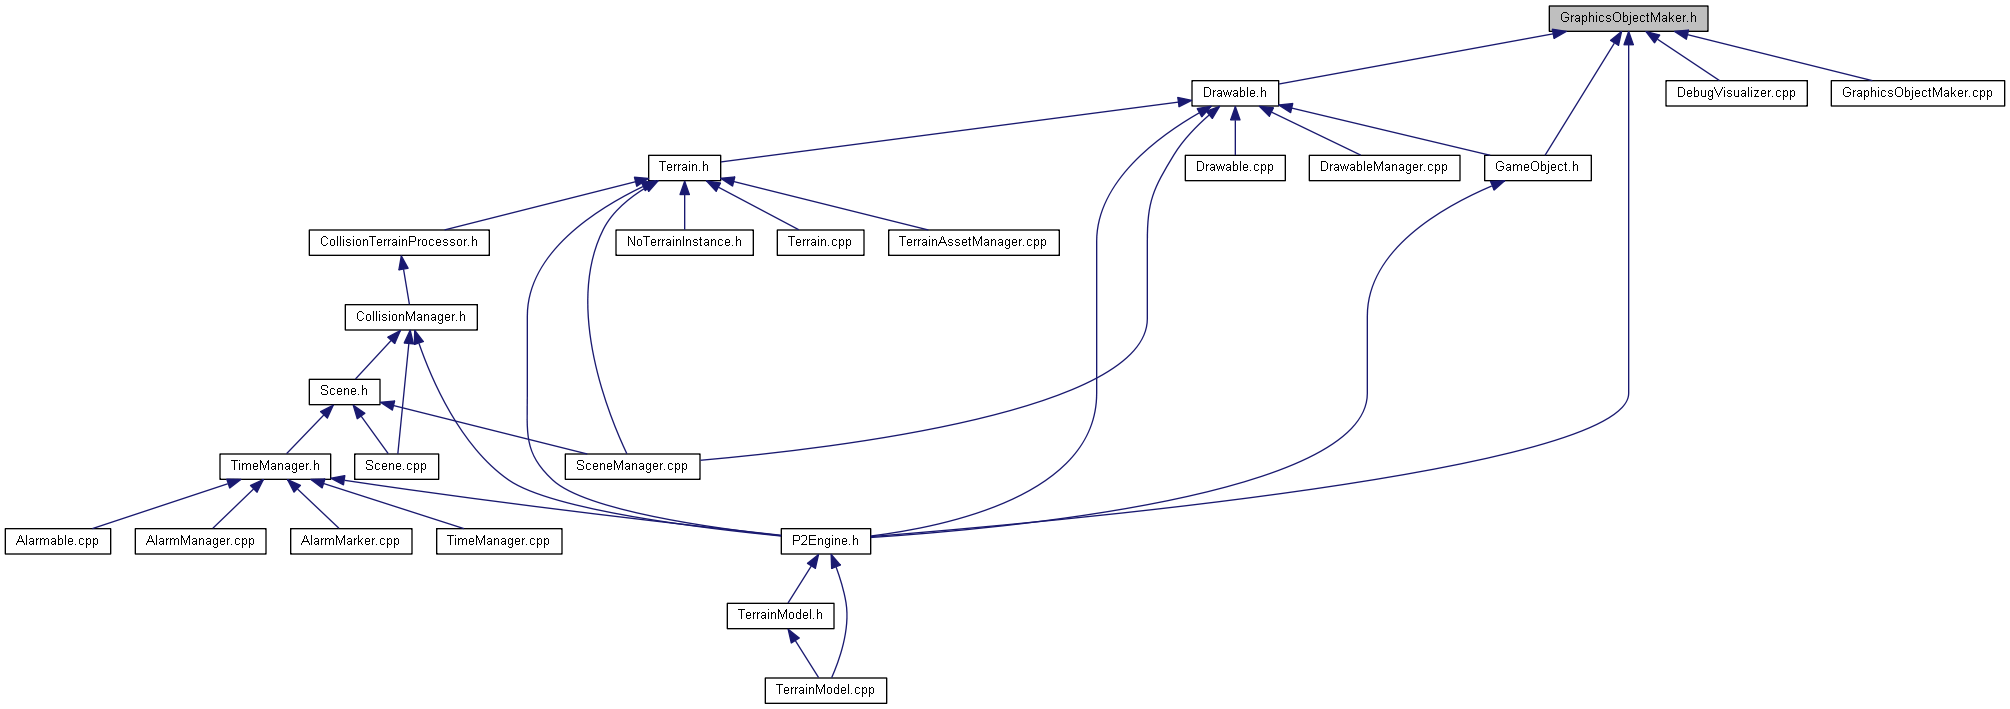 GraphicsObjectMaker.h
Drawable.h
DebugVisualizer.cpp
GraphicsObjectMaker.cpp
Terrain.h
Drawable.cpp
DrawableManager.cpp
GameObject.h
CollisionTerrainProcessor.h
NoTerrainInstance.h
Terrain.cpp
TerrainAssetManager.cpp
CollisionManager.h
Scene.h
TimeManager.h
Scene.cpp
SceneManager.cpp
Alarmable.cpp
AlarmManager.cpp
AlarmMarker.cpp
TimeManager.cpp
P2Engine.h
TerrainModel.h
TerrainModel.cpp